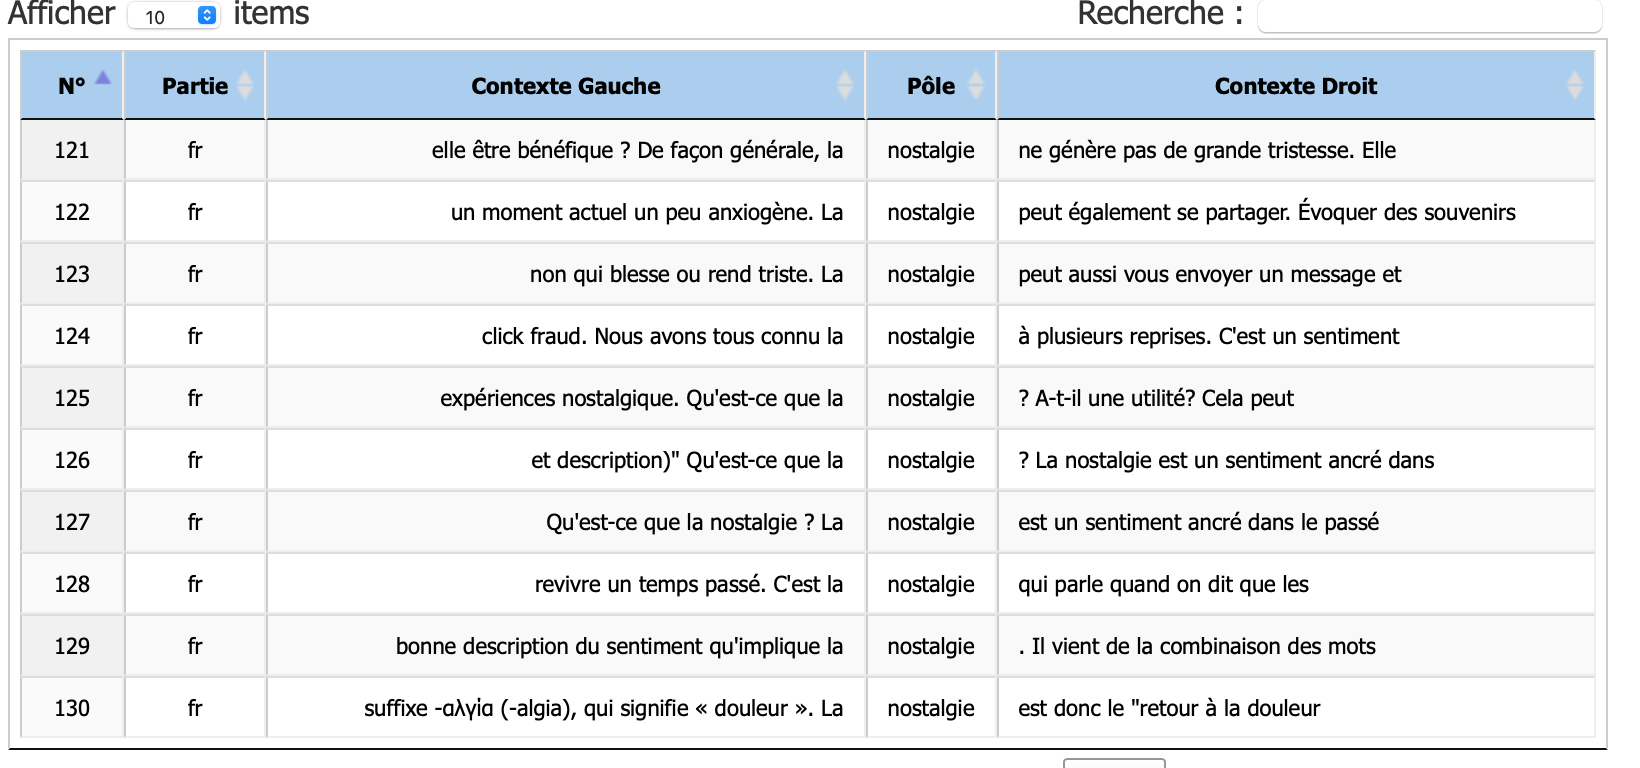 Afficher 10 items Recherche :
N° Partie Contexte Gauche Pôle Contexte Droit
121 fr elle être bénéfique ? De façon générale, la nostalgie ne génère pas de grande tristesse. Elle
122 fr un moment actuel un peu anxiogène. La nostalgie peut également se partager. Évoquer des souvenirs
123 fr non qui blesse ou rend triste. La nostalgie peut aussi vous envoyer un message et
124 fr click fraud. Nous avons tous connu la nostalgie à plusieurs reprises. C'est un sentiment
125 fr expériences nostalgique. Qu'est-ce que la nostalgie ? A-t-il une utilité? Cela peut
126 fr et description)" Qu'est-ce que la nostalgie ? La nostalgie est un sentiment ancré dans
127 fr Qu'est-ce que la nostalgie ? La nostalgie est un sentiment ancré dans le passé
128 fr revivre un temps passé. C'est la nostalgie qui parle quand on dit que les
129 fr bonne description du sentiment qu'implique la nostalgie . Il vient de la combinaison des mots
130 fr suffixe -αλγία (-algia), qui signifie « douleur ». La nostalgie est donc le "retour à la douleur